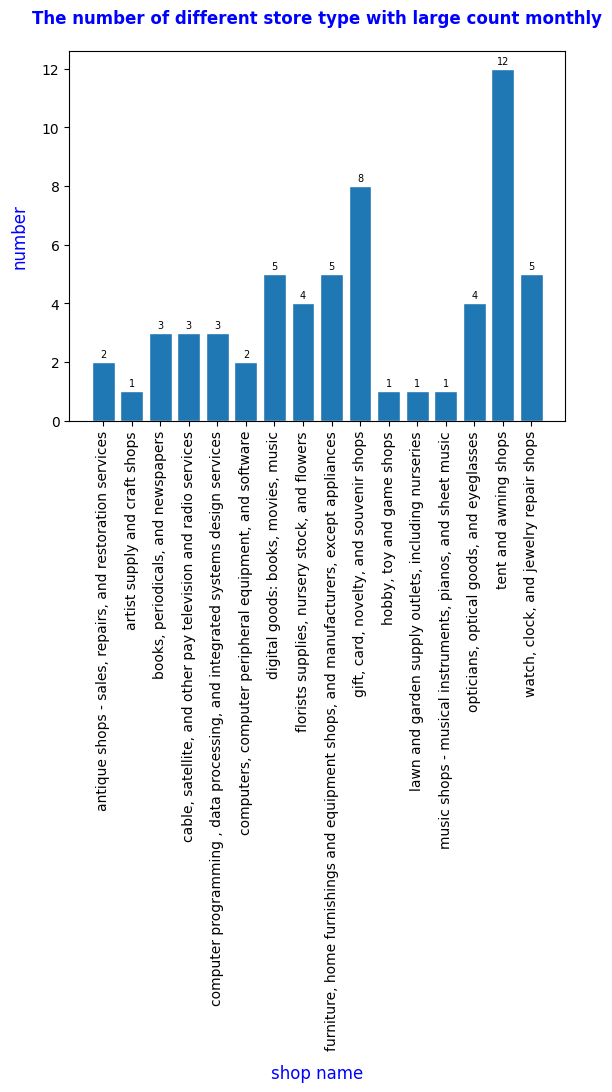 The number of different store type with large count monthly
number
12
10
8
6
4
2
0
2
1
3
3
3
2
5
4
5
8
1
1
1
4
12
5
antique shops - sales, repairs, and restoration services
artist supply and craft shops
books, periodicals, and newspapers
cable, satellite, and other pay television and radio services
computer programming , data processing, and integrated systems design services
computers, computer peripheral equipment, and software
digital goods: books, movies, music
florists supplies, nursery stock, and flowers
furniture, home furnishings and equipment shops, and manufacturers, except appliances
gift, card, novelty, and souvenir shops
hobby, toy and game shops
lawn and garden supply outlets, including nurseries
music shops - musical instruments, pianos, and sheet music
opticians, optical goods, and eyeglasses
tent and awning shops
watch, clock, and jewelry repair shops
shop name